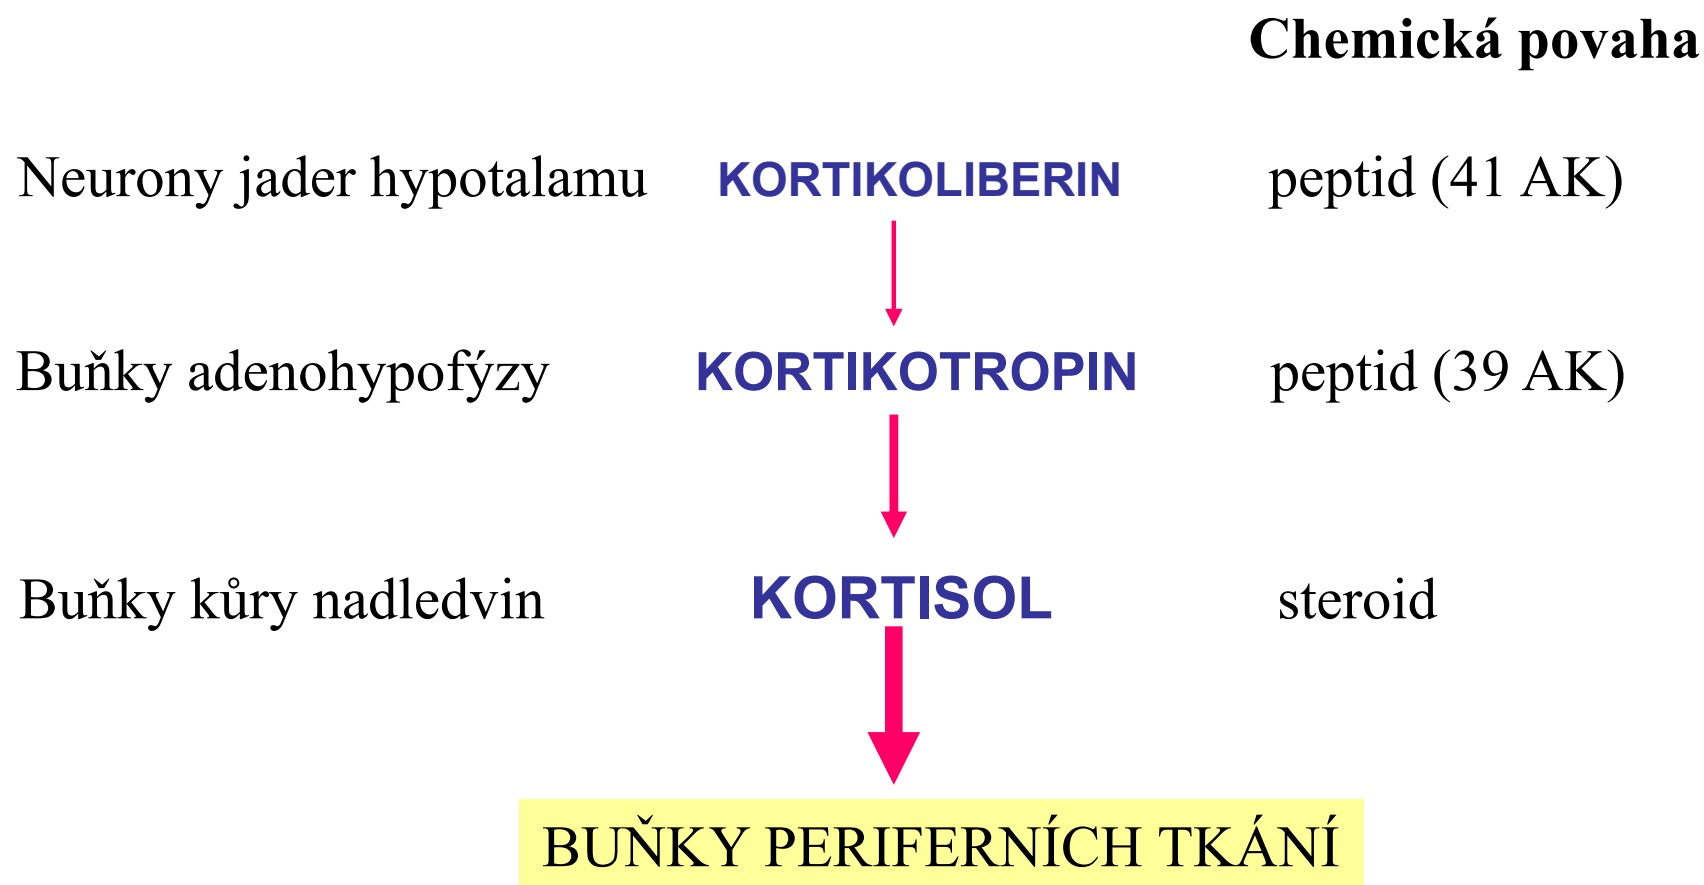 Chemická povaha
Neurony jader hypotalamu KORTIKOLIBERIN peptid (41 AK)
Buňky adenohypofýzy KORTIKOTROPIN peptid (39 AK)
Buňky kůry nadledvin KORTISOL steroid
BUŇKY PERIFERNÍCH TKÁNÍ